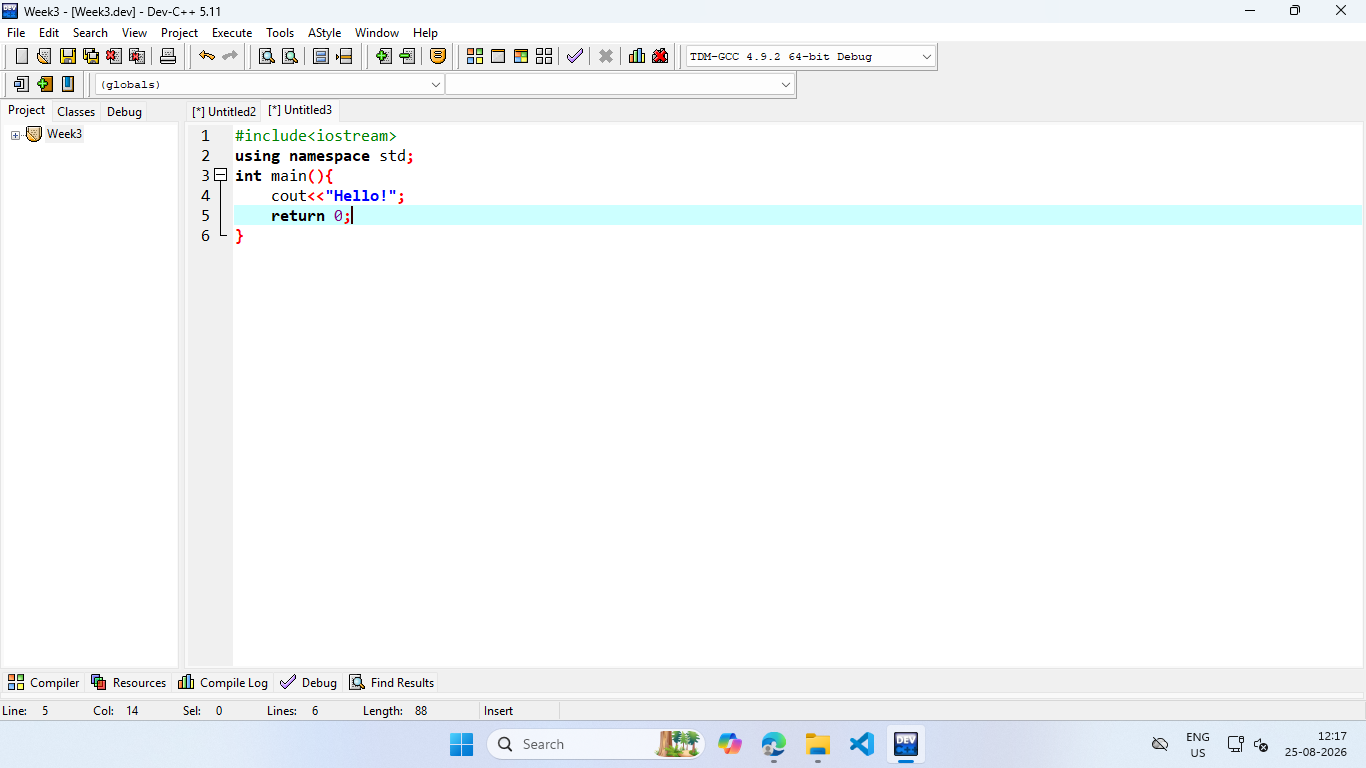 Week3 - [Week3.dev] - Dev-C++ 5.11
File Edit Search View Project Execute Tools AStyle Window Help
TDM-GCC 4.9.2 64-bit Debug
(globals)
Project Classes Debug [*] Untitled2 [*] Untitled3
Week3
1 #include<iostream>
2 using namespace std;
3 int main(){
4 cout<<"Hello!";
5 return 0;
6 }
Compiler Resources Compile Log Debug Find Results
Line: 5 Col: 14 Sel: 0 Lines: 6 Length: 88 Insert
Search
DEV
ENG
US
12:17
25-08-2026